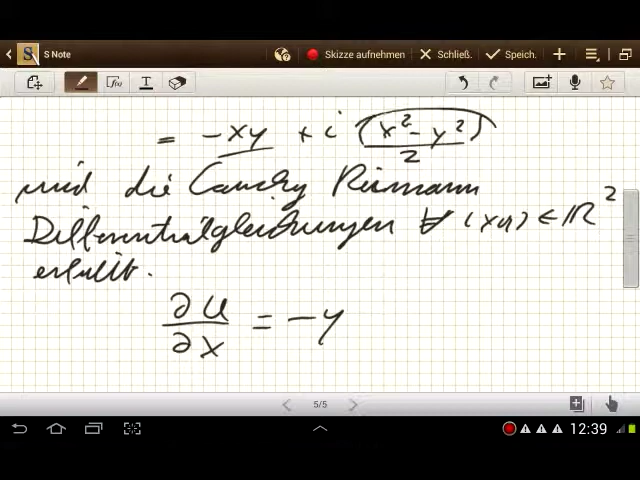 S Note
Skizze aufnehmen
Schließ.
Speich.
f(x)
T
= -xy + i (x² - y²)/2
sind die Cauchy Riemann
Differentialgleichungen ∀ (x,y) ∈ ℝ²
erfüllt.
∂u/∂x = -y
5/5
12:39